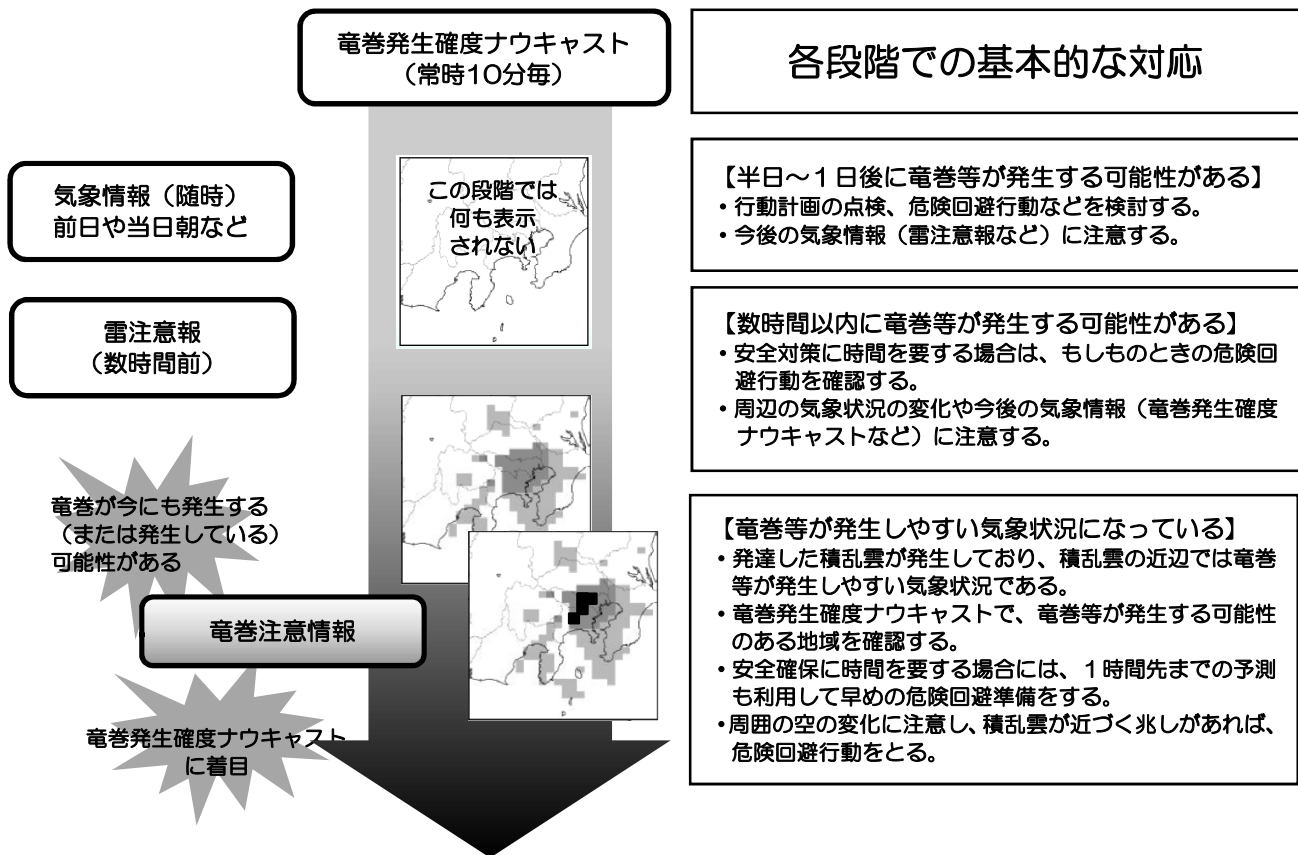 竜巻発生確度ナウキャスト
（常時10分毎）
各段階での基本的な対応
気象情報（随時）
前日や当日朝など
この段階では
何も表示
されない
【半日～１日後に竜巻等が発生する可能性がある】
・行動計画の点検、危険回避行動などを検討する。
・今後の気象情報（雷注意報など）に注意する。
雷注意報
（数時間前）
【数時間以内に竜巻等が発生する可能性がある】
・安全対策に時間を要する場合は、もしものときの危険回
避行動を確認する。
・周辺の気象状況の変化や今後の気象情報（竜巻発生確度
ナウキャストなど）に注意する。
竜巻が今にも発生する
（または発生している）
可能性がある
竜巻注意情報
竜巻発生確度ナウキャスト
に着目
【竜巻等が発生しやすい気象状況になっている】
・発達した積乱雲が発生しており、積乱雲の近辺では竜巻
等が発生しやすい気象状況である。
・竜巻発生確度ナウキャストで、竜巻等が発生する可能性
のある地域を確認する。
・安全確保に時間を要する場合には、１時間先までの予測
も利用して早めの危険回避準備をする。
・周囲の空の変化に注意し、積乱雲が近づく兆しがあれば、
危険回避行動をとる。